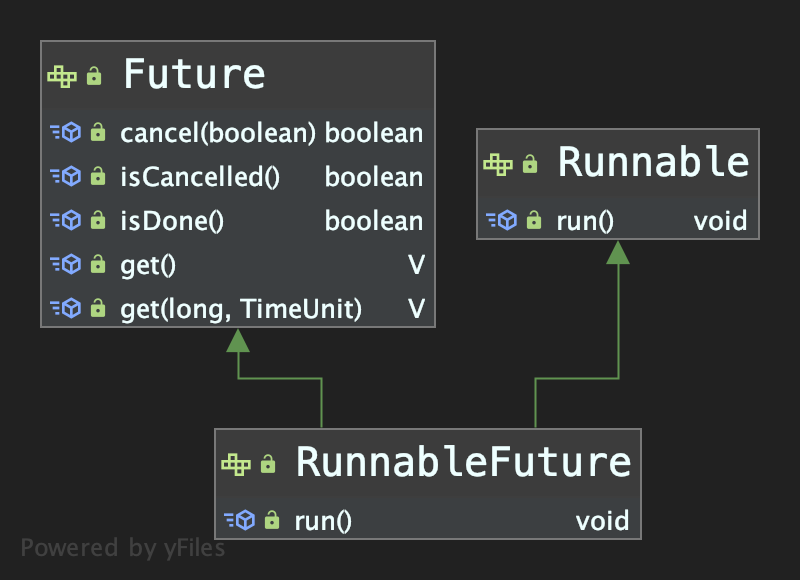 Future
cancel(boolean) boolean
isCancelled() boolean
isDone() boolean
get() V
get(long, TimeUnit) V
Runnable
run() void
RunnableFuture
run() void
Powered by yFiles